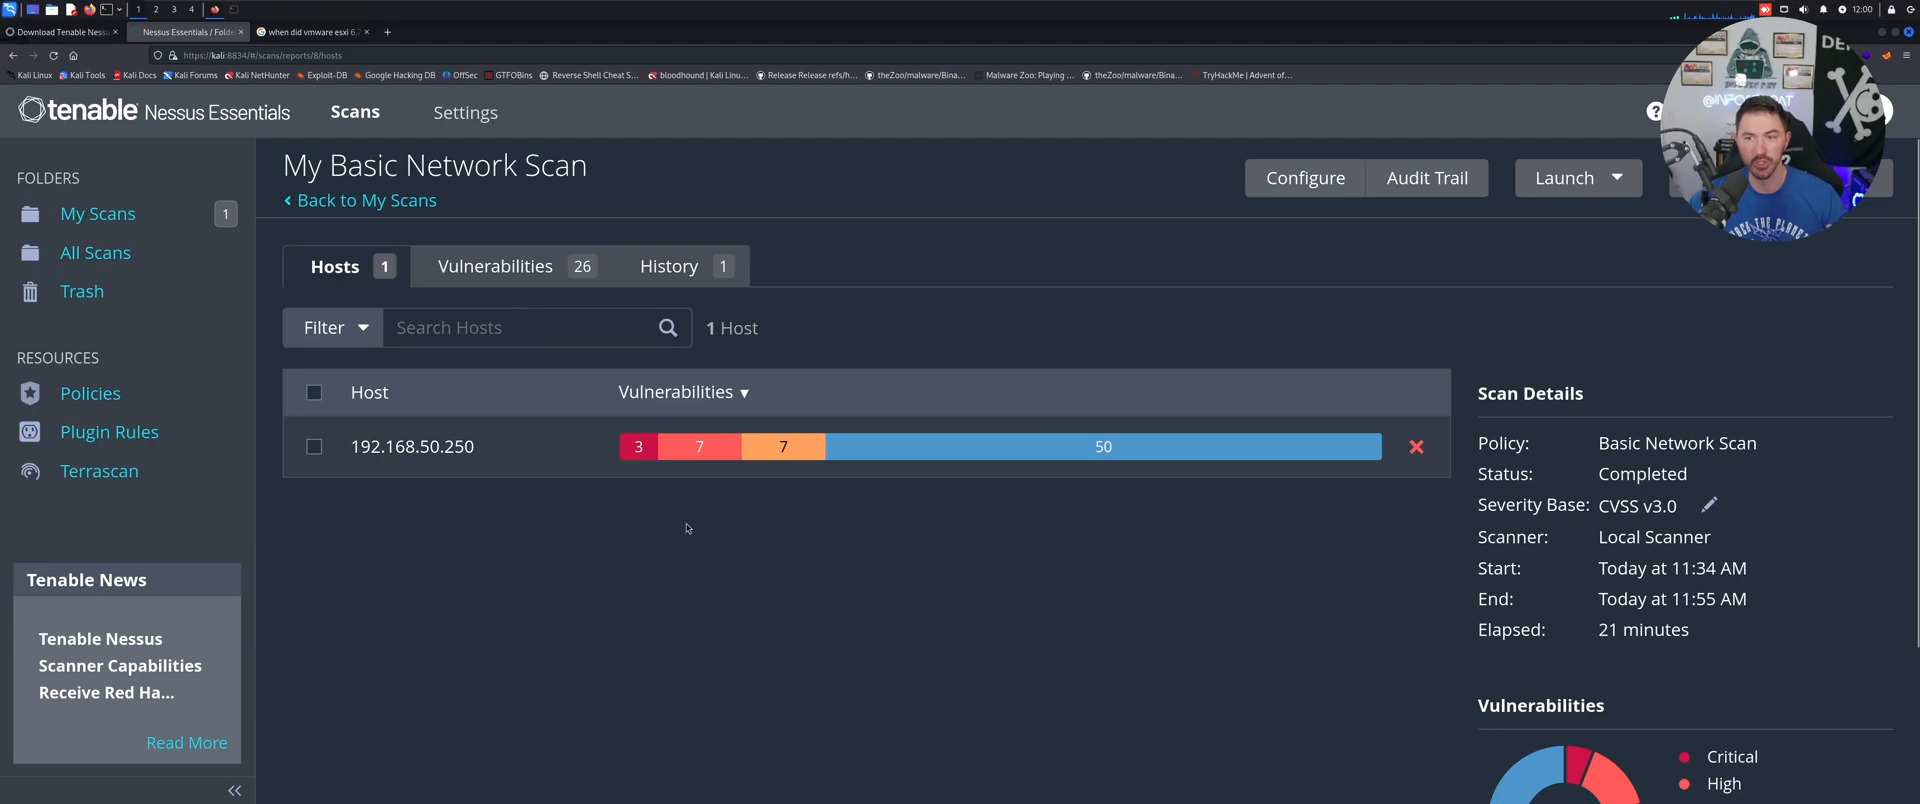 1 2 3 4
12:00
Download Tenable Nessu ×
Nessus Essentials / Folde ×
when did vmware esxi 6.7 ×
https://kali:8834/#/scans/reports/8/hosts
Kali Linux Kali Tools Kali Docs Kali Forums Kali NetHunter Exploit-DB Google Hacking DB OffSec GTFOBins Reverse Shell Cheat S... bloodhound | Kali Linu... Release Release refs/h... theZoo/malware/Bina... Malware Zoo: Playing ... theZoo/malware/Bina... TryHackMe | Advent of...
tenable Nessus Essentials
Scans
Settings
FOLDERS
My Scans 1
All Scans
Trash
RESOURCES
Policies
Plugin Rules
Terrascan
Tenable News
Tenable Nessus
Scanner Capabilities
Receive Red Ha...
Read More
My Basic Network Scan
Back to My Scans
Configure
Audit Trail
Launch
Hosts 1
Vulnerabilities 26
History 1
Filter
Search Hosts
1 Host
Host Vulnerabilities
192.168.50.250 3 7 7 50
Scan Details
Policy: Basic Network Scan
Status: Completed
Severity Base: CVSS v3.0
Scanner: Local Scanner
Start: Today at 11:34 AM
End: Today at 11:55 AM
Elapsed: 21 minutes
Vulnerabilities
Critical
High